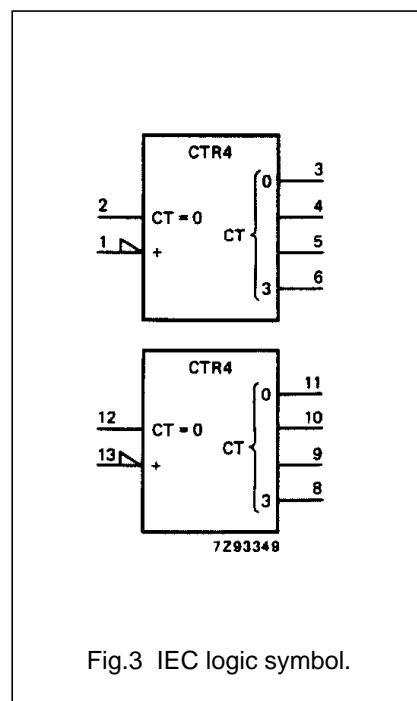 CTR4
0 3
2 CT = 0 4
CT
1 + 5
3 6
CTR4
0 11
12 CT = 0 10
CT
13 + 9
3 8
7Z93349
Fig.3 IEC logic symbol.